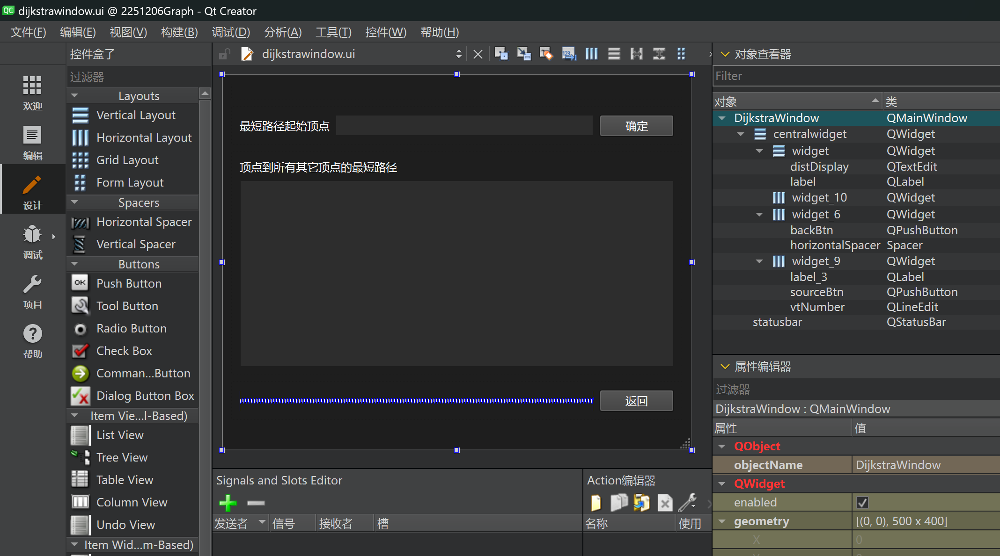 QC dijkstrawindow.ui @ 2251206Graph - Qt Creator
文件(F) 编辑(E) 视图(V) 构建(B) 调试(D) 分析(A) 工具(T) 控件(W) 帮助(H)
欢迎
编辑
设计
调试
项目
帮助
控件盒子
过滤器
Layouts
Vertical Layout
Horizontal Layout
Grid Layout
Form Layout
Spacers
Horizontal Spacer
Vertical Spacer
Buttons
OK Push Button
Tool Button
Radio Button
Check Box
Comman...Button
Dialog Button Box
Item Vie...l-Based)
List View
Tree View
Table View
Column View
Undo View
Item Wid...m-Based)
dijkstrawindow.ui
123
最短路径起始顶点 确定
顶点到所有其它顶点的最短路径
返回
Signals and Slots Editor
发送者 信号 接收者 槽
Action编辑器
名称 使用
对象查看器
Filter
对象 类
DijkstraWindow QMainWindow
centralwidget QWidget
widget QWidget
distDisplay QTextEdit
label QLabel
widget_10 QWidget
widget_6 QWidget
backBtn QPushButton
horizontalSpacer Spacer
widget_9 QWidget
label_3 QLabel
sourceBtn QPushButton
vtNumber QLineEdit
statusbar QStatusBar
属性编辑器
过滤器
DijkstraWindow : QMainWindow
属性 值
QObject
objectName DijkstraWindow
QWidget
enabled
geometry [(0, 0), 500 x 400]
X 0